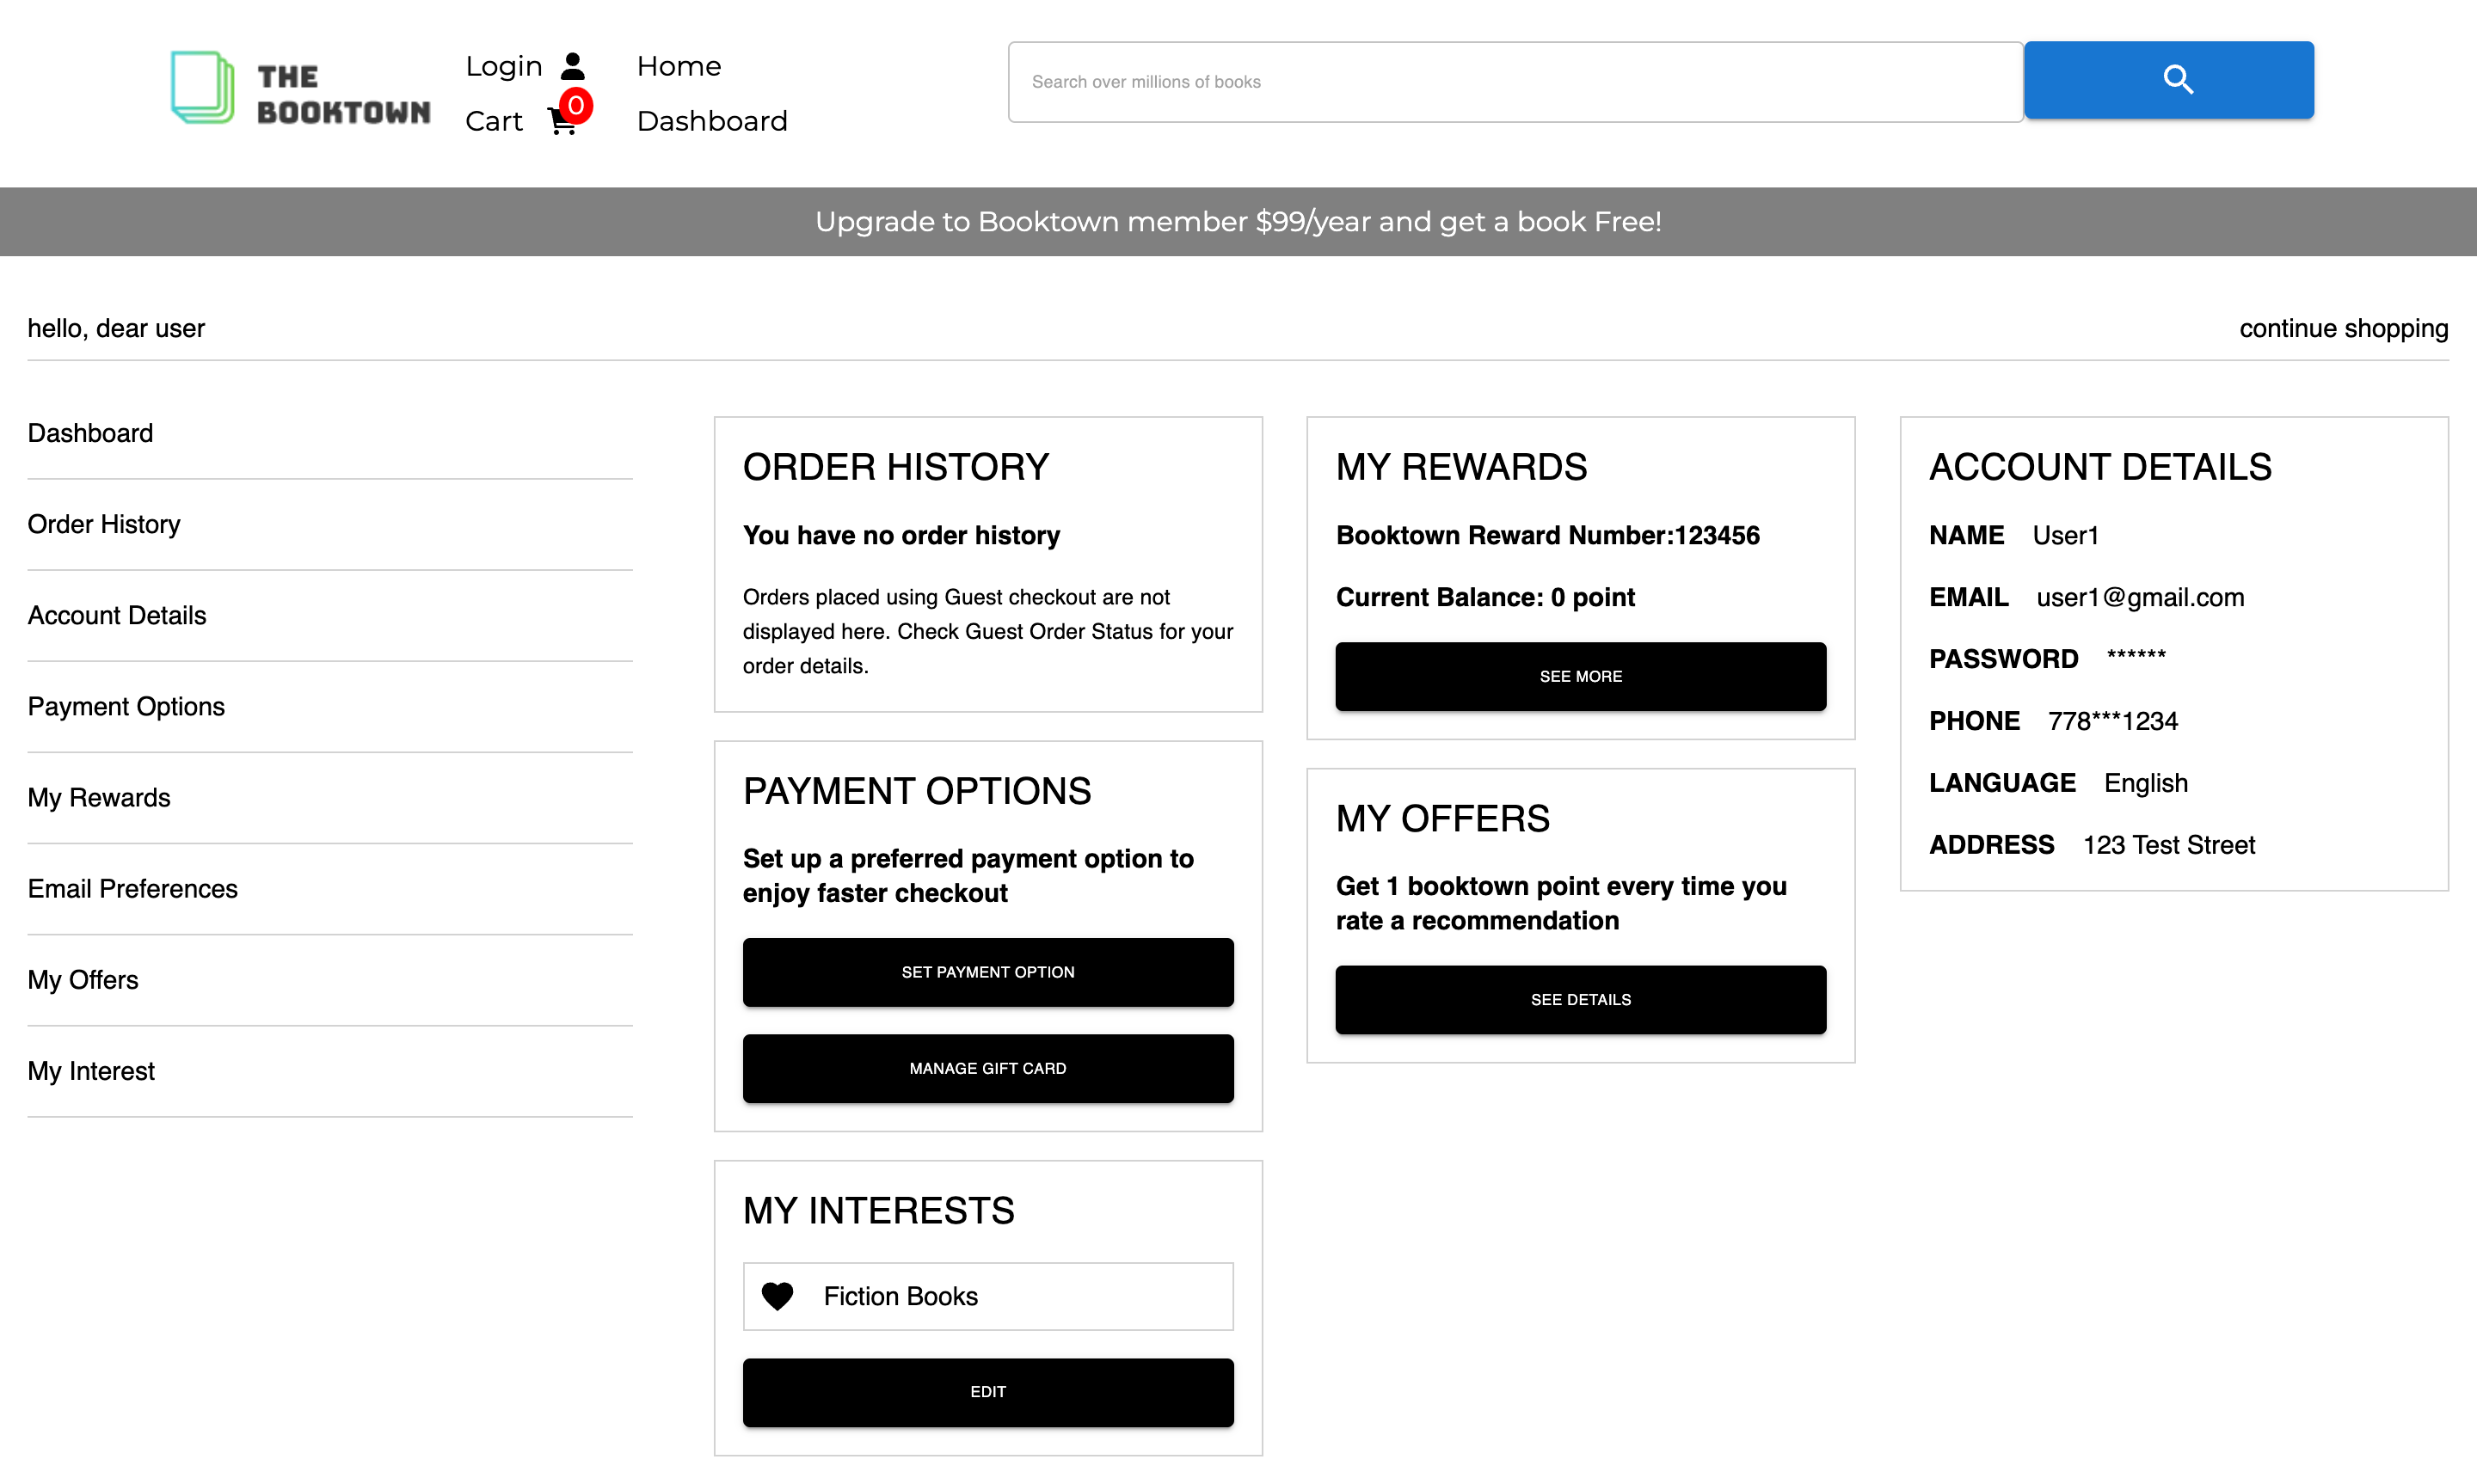 THE
BOOKTOWN
Login
Home
Cart
0
Dashboard
Search over millions of books
Upgrade to Booktown member $99/year and get a book Free!
hello, dear user
continue shopping
Dashboard
Order History
Account Details
Payment Options
My Rewards
Email Preferences
My Offers
My Interest
ORDER HISTORY
You have no order history
Orders placed using Guest checkout are not
displayed here. Check Guest Order Status for your
order details.
PAYMENT OPTIONS
Set up a preferred payment option to
enjoy faster checkout
SET PAYMENT OPTION
MANAGE GIFT CARD
MY INTERESTS
Fiction Books
EDIT
MY REWARDS
Booktown Reward Number:123456
Current Balance: 0 point
SEE MORE
MY OFFERS
Get 1 booktown point every time you
rate a recommendation
SEE DETAILS
ACCOUNT DETAILS
NAME User1
EMAIL user1@gmail.com
PASSWORD ******
PHONE 778***1234
LANGUAGE English
ADDRESS 123 Test Street